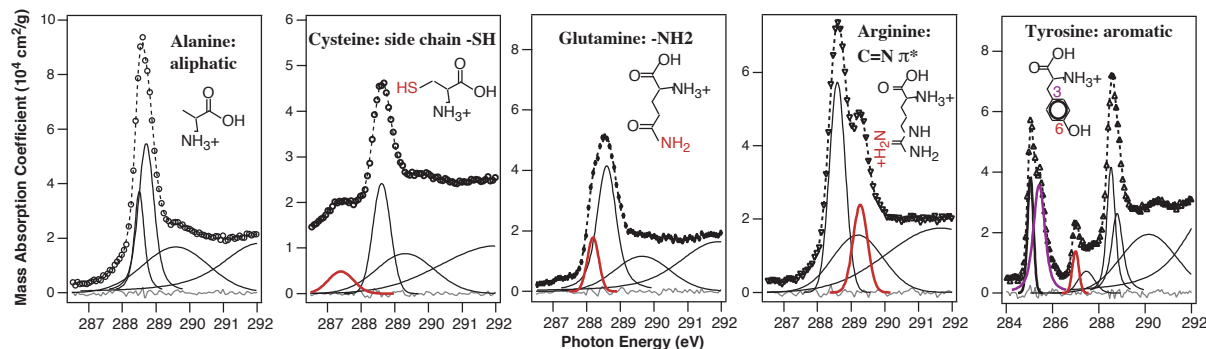 Mass Absorption Coefficient (10⁴ cm²/g)
10
8
6
4
2
0
Alanine:
aliphatic
O
OH
NH3+
287 288 289 290 291 292
6
5
4
3
2
1
0
Cysteine: side chain -SH
HS
O
OH
NH3+
287 288 289 290 291 292
8
6
4
2
0
Glutamine: -NH2
O
OH
NH3+
O
NH2
287 288 289 290 291 292
8
6
4
2
0
Arginine:
C=N π*
O
OH
NH3+
NH
+H2N
NH2
287 288 289 290 291 292
8
6
4
2
0
Tyrosine: aromatic
O
OH
NH3+
3
6
OH
284 286 288 290 292
Photon Energy (eV)